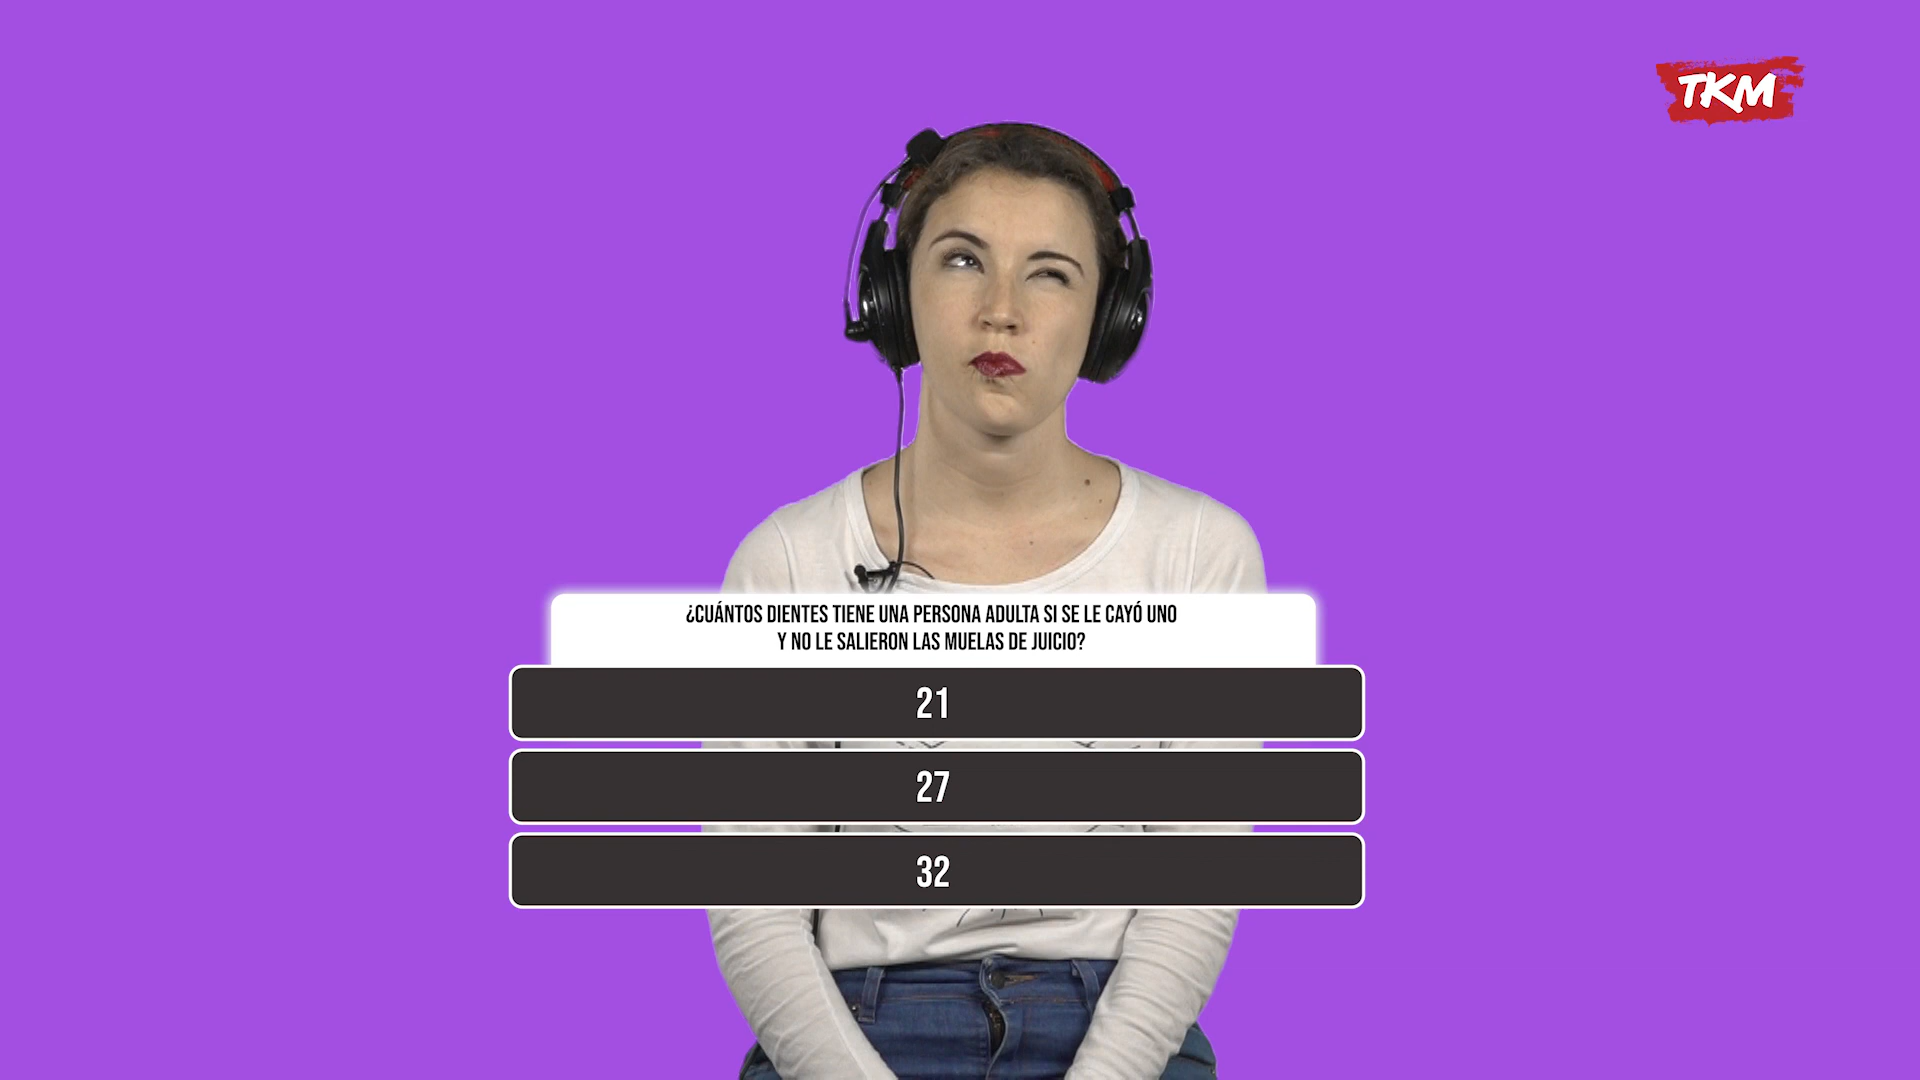 TKM
¿CUÁNTOS DIENTES TIENE UNA PERSONA ADULTA SI SE LE CAYÓ UNO
Y NO LE SALIERON LAS MUELAS DE JUICIO?
21
27
32